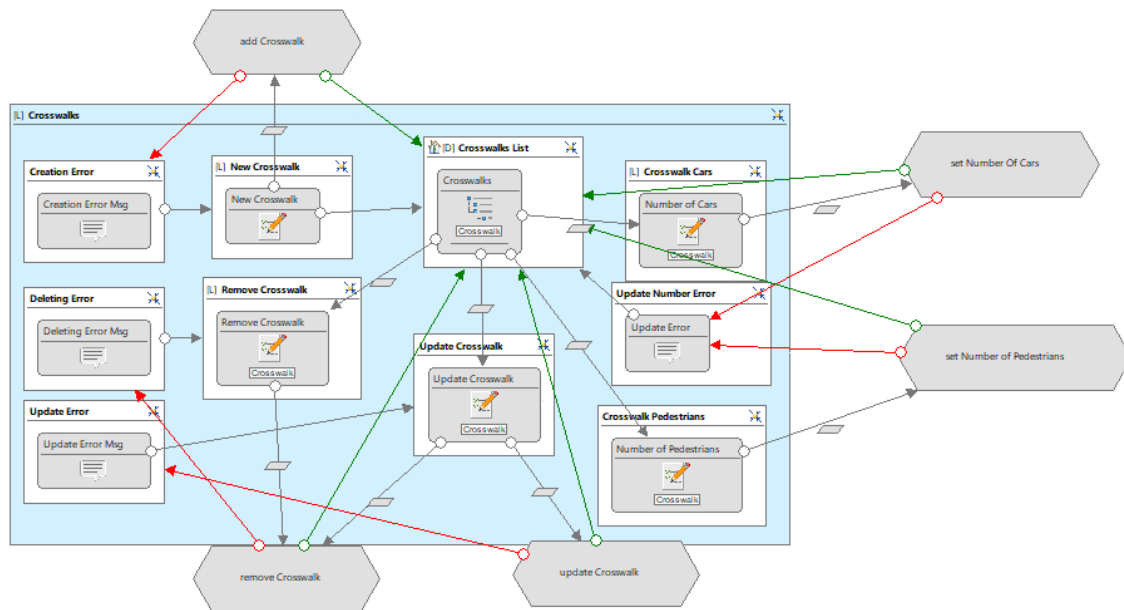 add Crosswalk
[L] Crosswalks
Creation Error
Creation Error Msg
[L] New Crosswalk
New Crosswalk
[D] Crosswalks List
Crosswalks
Crosswalk
[L] Crosswalk Cars
Number of Cars
Crosswalk
set Number Of Cars
Deleting Error
Deleting Error Msg
[L] Remove Crosswalk
Remove Crosswalk
Crosswalk
Update Crosswalk
Update Crosswalk
Crosswalk
Update Number Error
Update Error
set Number of Pedestrians
Update Error
Update Error Msg
Crosswalk Pedestrians
Number of Pedestrians
Crosswalk
remove Crosswalk
update Crosswalk